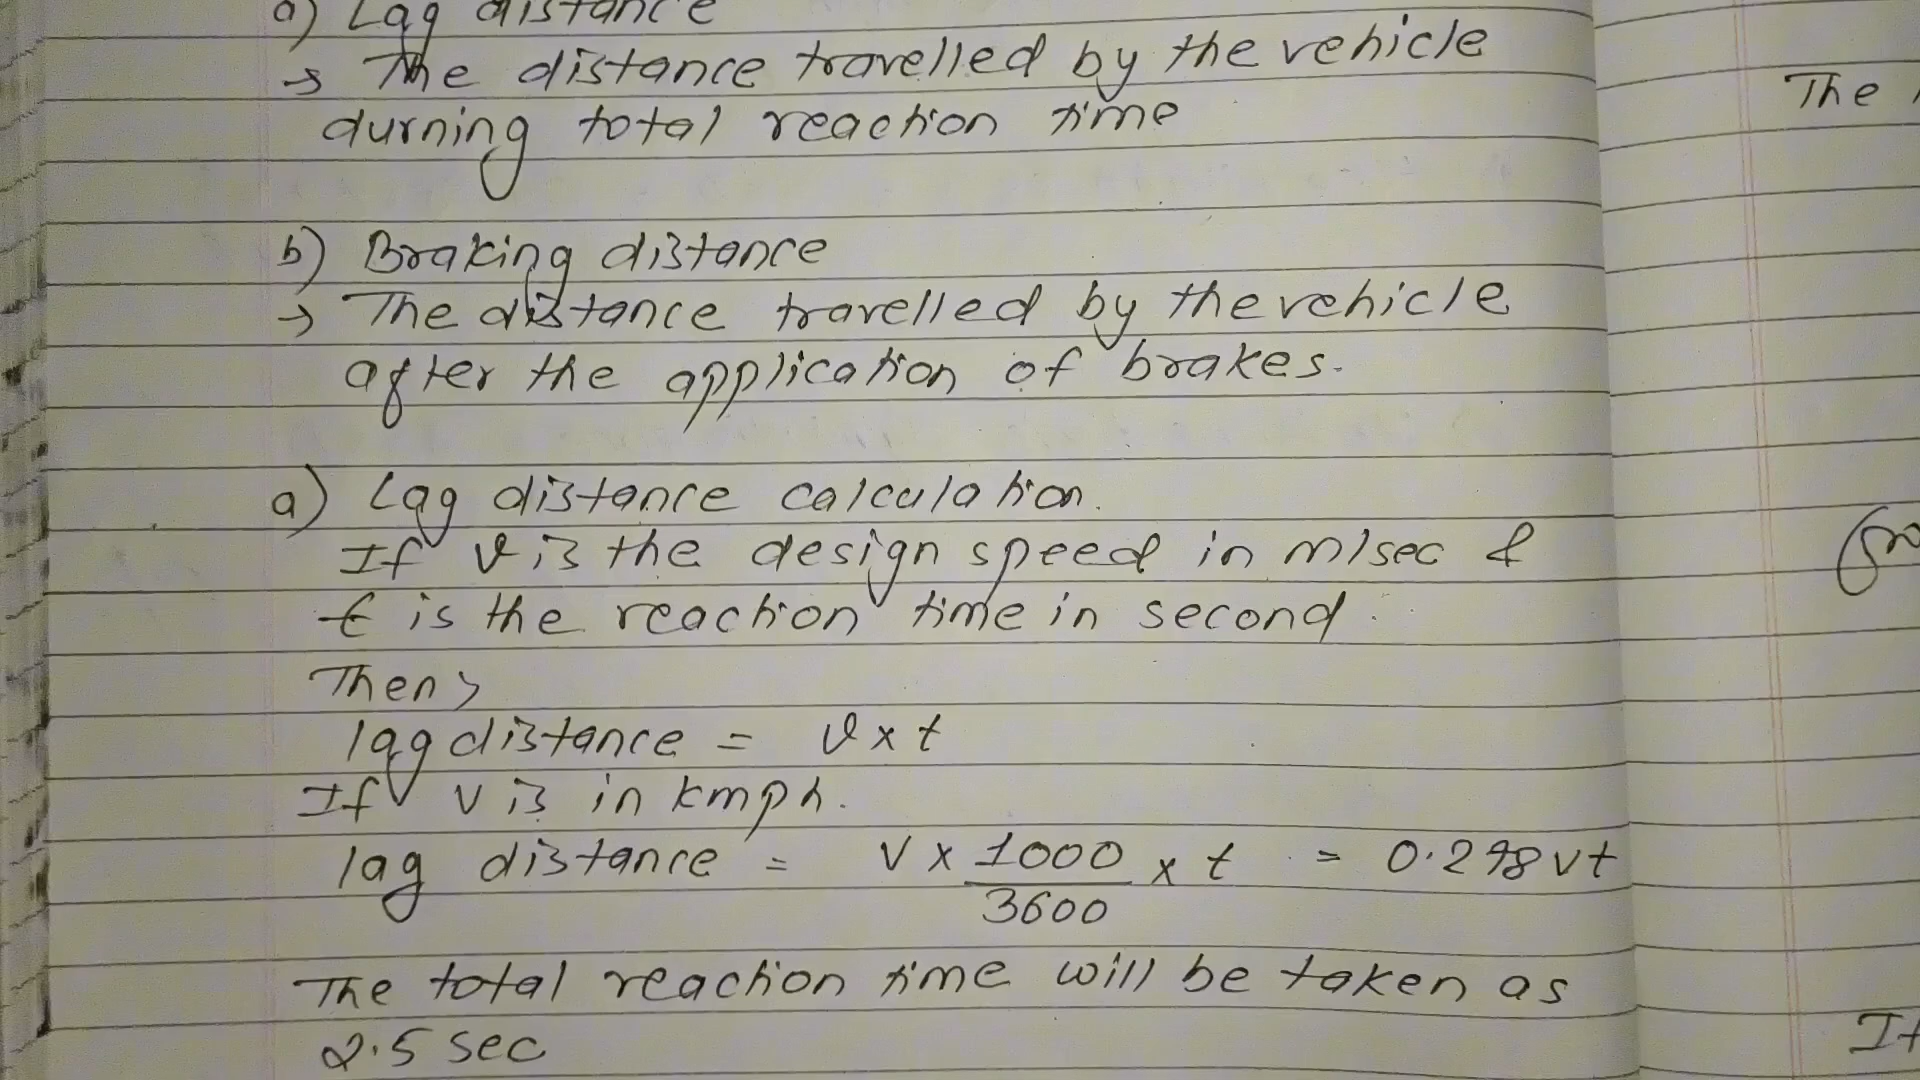 a) Lag distance
→ The distance travelled by the vehicle
durning total reaction time
b) Braking distance
→ The distance travelled by the vehicle
after the application of brakes.
a) Lag distance calculation.
If v is the design speed in m/sec &
t is the reaction time in second.
Then,
lag distance = v x t
If V is in kmph.
lag distance = V x 1000/3600 x t = 0.278 vt
The total reaction time will be taken as
2.5 sec
The
If